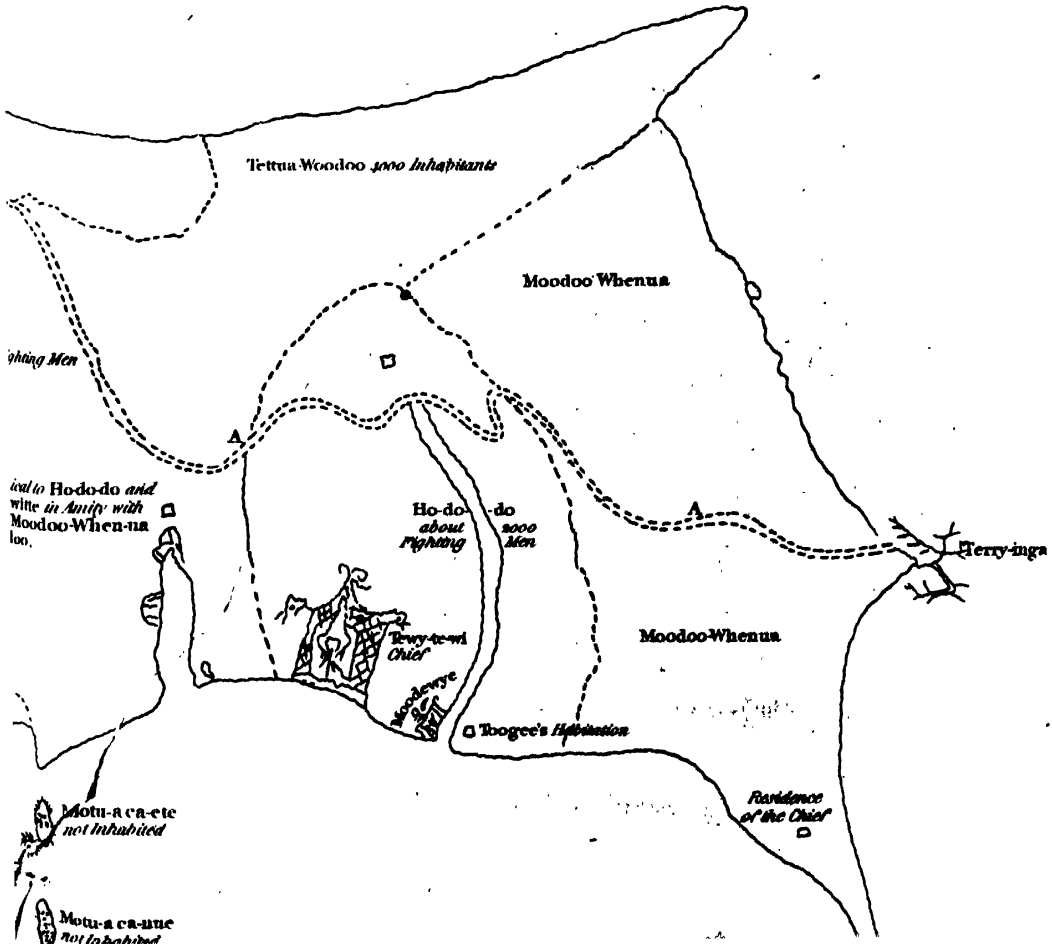 Tettua-Woodoo 4000 Inhabitants
Moodoo Whenua
ighting Men
A
ical to Ho-do-do and
in Amity with
Moodoo-When-ua
loo.
Ho-do-do
about 2000
Fighting Men
A
Terry-inga
Moodoo-Whenua
Tewy-te-wi
Chief
Moodewye
Toogee's Habitation
Residence
of the Chief
Motu-a ca-ete
not Inhabited
Motu-a ca-nue
not Inhabited